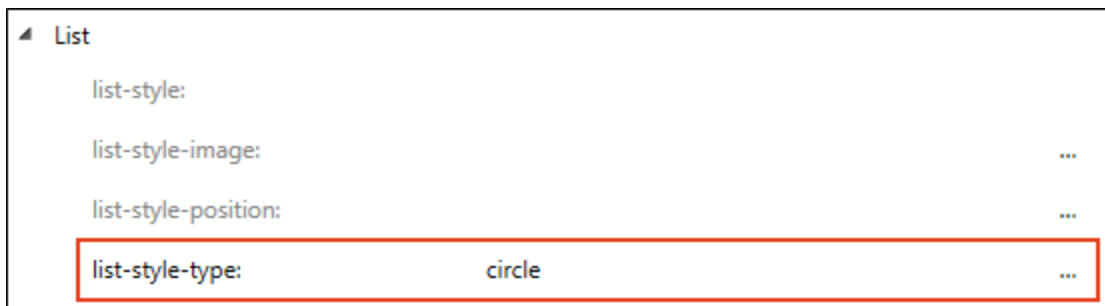 List
list-style:
list-style-image: ...
list-style-position: ...
list-style-type: circle ...